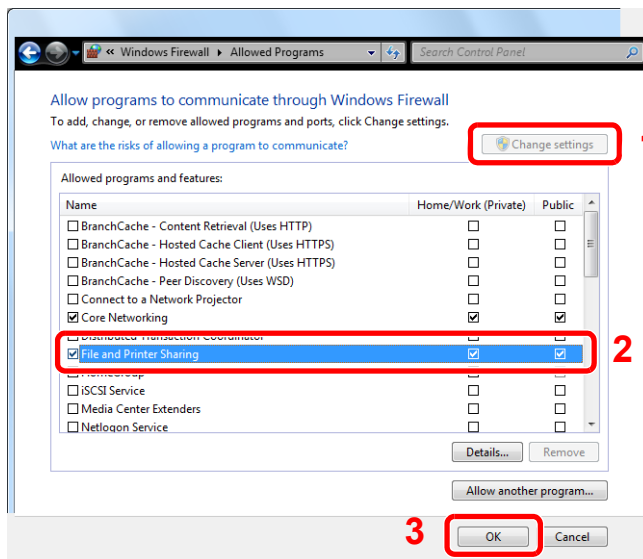 « Windows Firewall ▸ Allowed Programs
Search Control Panel
Allow programs to communicate through Windows Firewall
To add, change, or remove allowed programs and ports, click Change settings.
What are the risks of allowing a program to communicate?
Change settings
Allowed programs and features:
Name Home/Work (Private) Public
BranchCache - Content Retrieval (Uses HTTP)
BranchCache - Hosted Cache Client (Uses HTTPS)
BranchCache - Hosted Cache Server (Uses HTTPS)
BranchCache - Peer Discovery (Uses WSD)
Connect to a Network Projector
Core Networking
Distributed Transaction Coordinator
File and Printer Sharing
2
HomeGroup
iSCSI Service
Media Center Extenders
Netlogon Service
Details... Remove
Allow another program...
3
OK Cancel